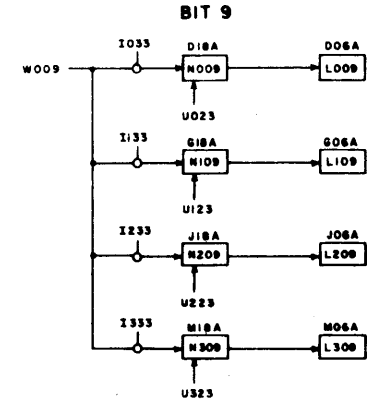 BIT 9
I033 D18A D06A
W009 N009 L009
U023
I133 G18A G06A
N109 L109
U123
I233 J18A J06A
N209 L209
U223
I333 M18A M06A
N309 L309
U323